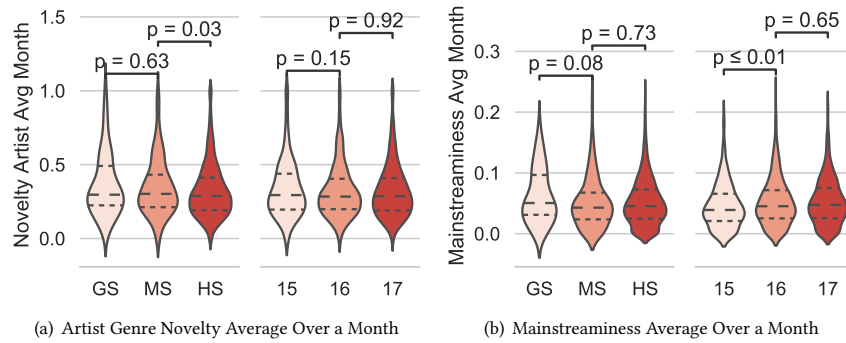 Novelty Artist Avg Month
1.5
1.0
0.5
0.0
p = 0.63
p = 0.03
p = 0.15
p = 0.92
GS MS HS
15 16 17
(a) Artist Genre Novelty Average Over a Month
Mainstreaminess Avg Month
0.3
0.2
0.1
0.0
p = 0.08
p = 0.73
p ≤ 0.01
p = 0.65
GS MS HS
15 16 17
(b) Mainstreaminess Average Over a Month